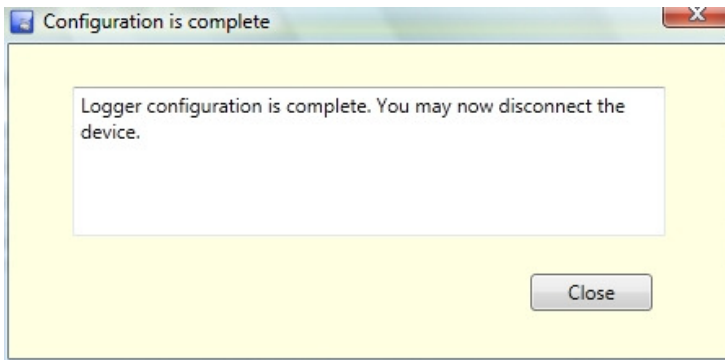 Configuration is complete
Logger configuration is complete. You may now disconnect the
device.
Close